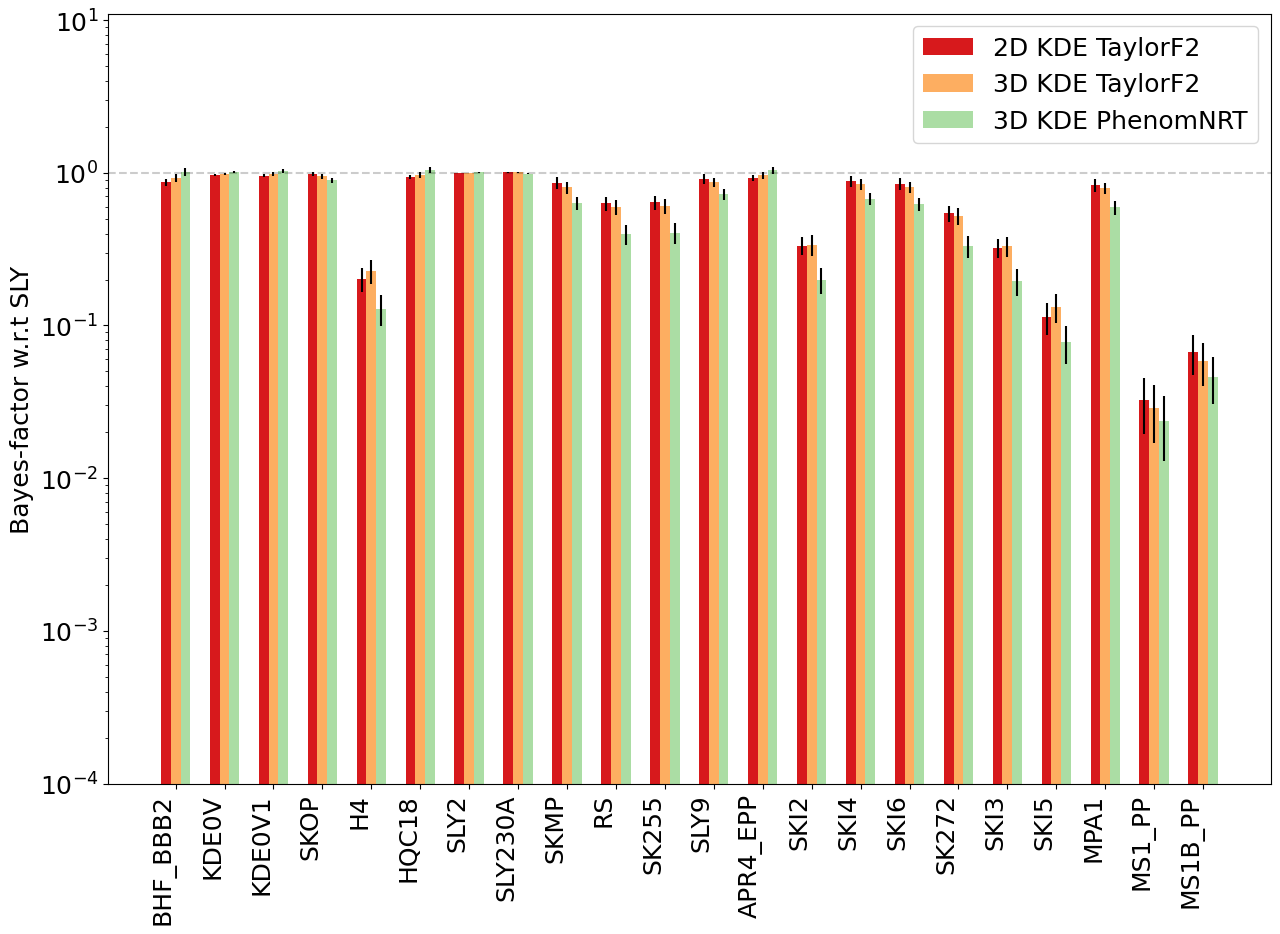 Bayes-factor w.r.t SLY
10^1
10^0
10^−1
10^−2
10^−3
10^−4
2D KDE TaylorF2
3D KDE TaylorF2
3D KDE PhenomNRT
BHF_BBB2
KDE0V
KDE0V1
SKOP
H4
HQC18
SLY2
SLY230A
SKMP
RS
SK255
SLY9
APR4_EPP
SKI2
SKI4
SKI6
SK272
SKI3
SKI5
MPA1
MS1_PP
MS1B_PP